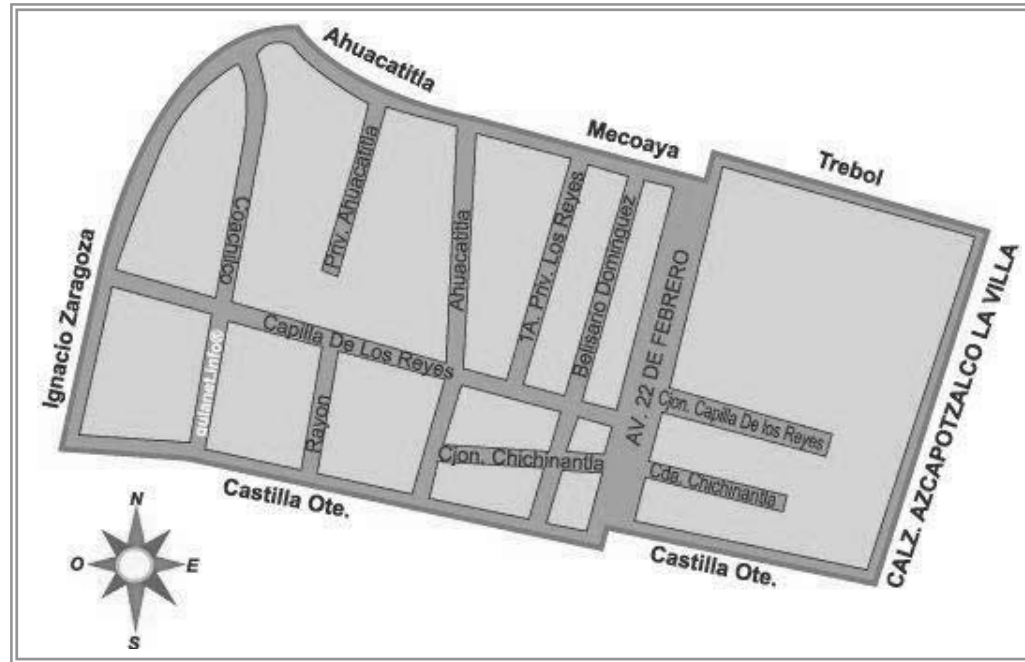 Ahuacatitla
Mecoaya
Trebol
Ignacio Zaragoza
Coachilco
Priv. Ahuacatitla
Ahuacatitla
1A. Priv. Los Reyes
Belisano Dominguez
AV. 22 DE FEBRERO
CALZ. AZCAPOTZALCO LA VILLA
Capilla De Los Reyes
guianet.info®
Rayon
Cjon. Capilla De los Reyes
Cjon. Chichinantla
Cda. Chichinantla
Castilla Ote.
Castilla Ote.
N
O
E
S